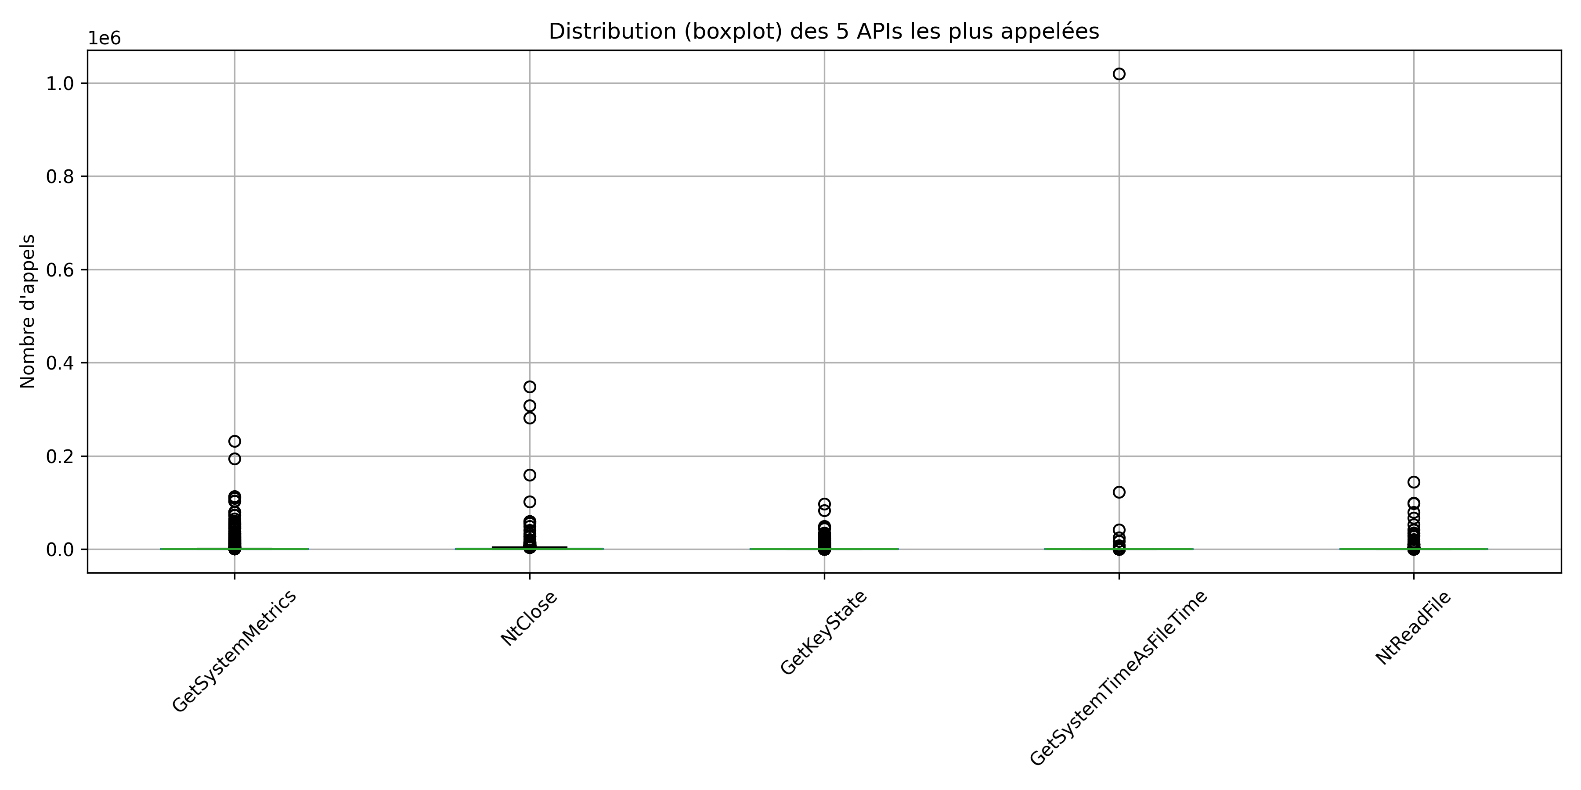 Distribution (boxplot) des 5 APIs les plus appelées
1e6
1.0
0.8
0.6
0.4
0.2
0.0
Nombre d'appels
GetSystemMetrics
NtClose
GetKeyState
GetSystemTimeAsFileTime
NtReadFile